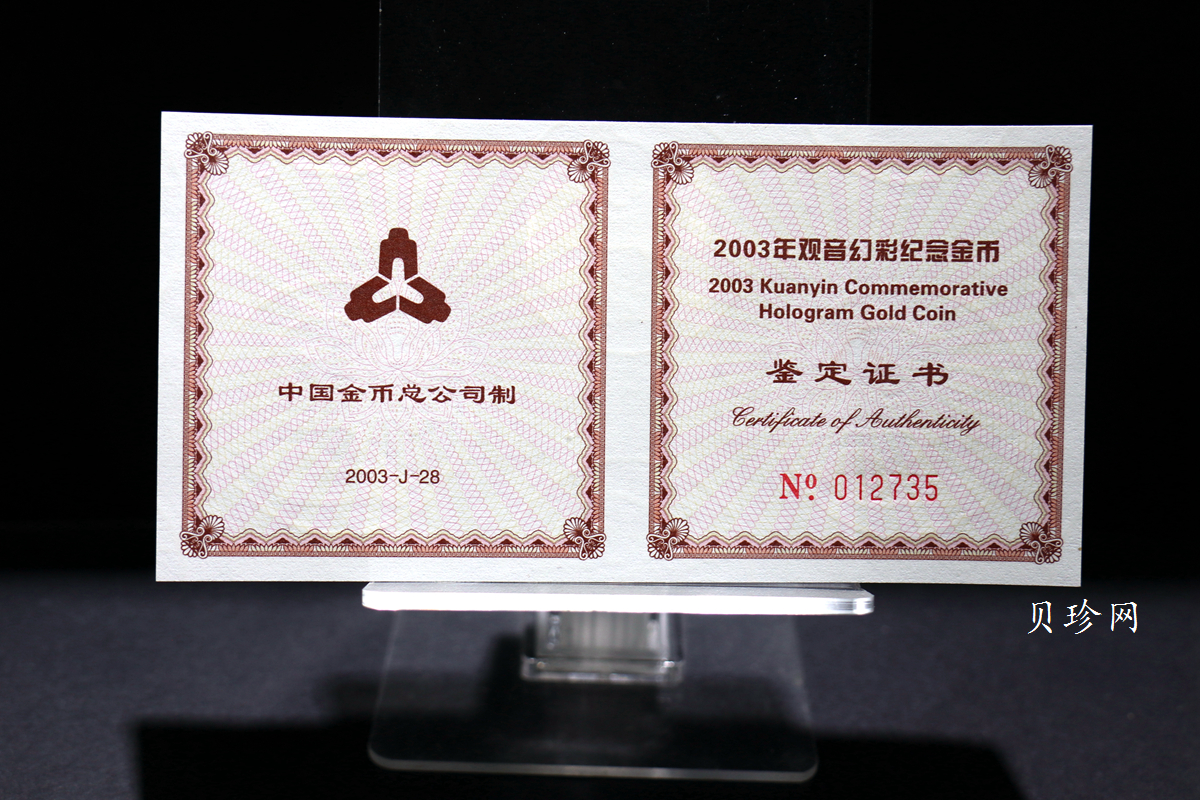 中国金币总公司制
2003-J-28
2003年观音幻彩纪念金币
2003 Kuanyin Commemorative
Hologram Gold Coin
鉴定证书
Certificate of Authenticity
Nº 012735
贝珍网